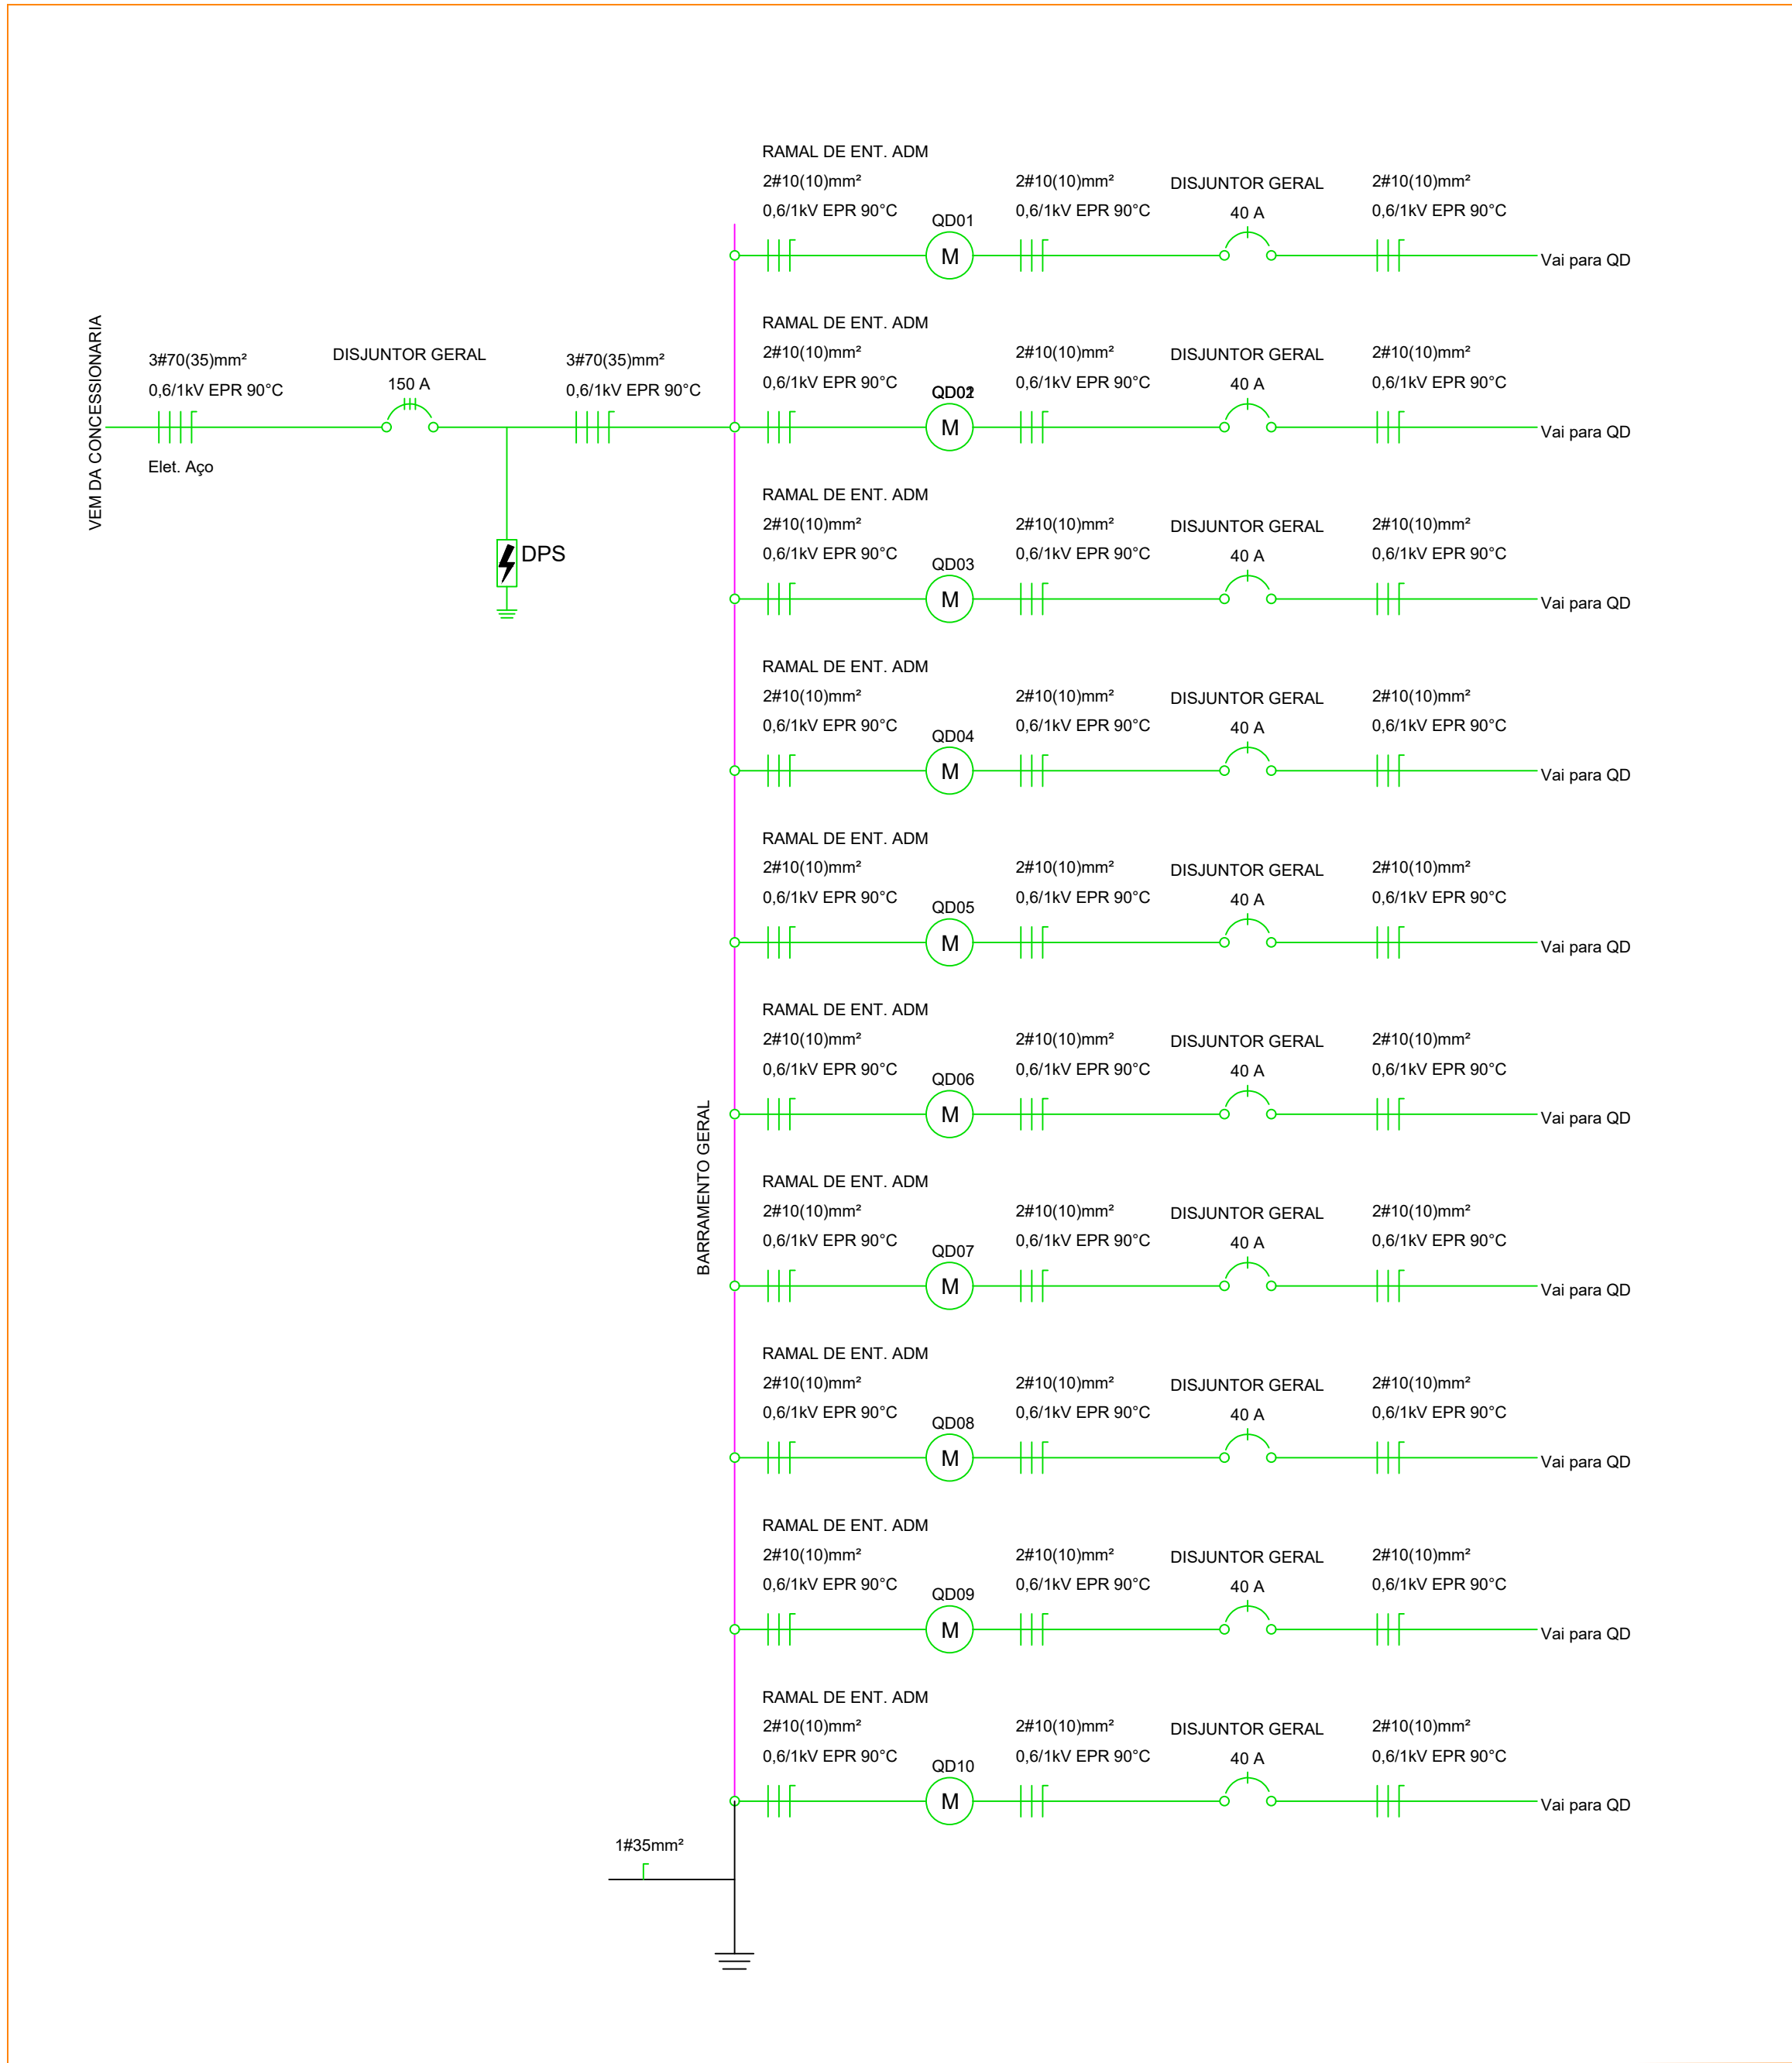 VEM DA CONCESSIONARIA
3#70(35)mm²
0,6/1kV EPR 90°C
Elet. Aço
DISJUNTOR GERAL
150 A
3#70(35)mm²
0,6/1kV EPR 90°C
DPS
BARRAMENTO GERAL
RAMAL DE ENT. ADM
2#10(10)mm²
0,6/1kV EPR 90°C
QD01
M
2#10(10)mm²
0,6/1kV EPR 90°C
DISJUNTOR GERAL
40 A
2#10(10)mm²
0,6/1kV EPR 90°C
Vai para QD
RAMAL DE ENT. ADM
2#10(10)mm²
0,6/1kV EPR 90°C
M
2#10(10)mm²
0,6/1kV EPR 90°C
DISJUNTOR GERAL
40 A
2#10(10)mm²
0,6/1kV EPR 90°C
Vai para QD
RAMAL DE ENT. ADM
2#10(10)mm²
0,6/1kV EPR 90°C
QD03
M
2#10(10)mm²
0,6/1kV EPR 90°C
DISJUNTOR GERAL
40 A
2#10(10)mm²
0,6/1kV EPR 90°C
Vai para QD
RAMAL DE ENT. ADM
2#10(10)mm²
0,6/1kV EPR 90°C
QD04
M
2#10(10)mm²
0,6/1kV EPR 90°C
DISJUNTOR GERAL
40 A
2#10(10)mm²
0,6/1kV EPR 90°C
Vai para QD
RAMAL DE ENT. ADM
2#10(10)mm²
0,6/1kV EPR 90°C
QD05
M
2#10(10)mm²
0,6/1kV EPR 90°C
DISJUNTOR GERAL
40 A
2#10(10)mm²
0,6/1kV EPR 90°C
Vai para QD
RAMAL DE ENT. ADM
2#10(10)mm²
0,6/1kV EPR 90°C
QD06
M
2#10(10)mm²
0,6/1kV EPR 90°C
DISJUNTOR GERAL
40 A
2#10(10)mm²
0,6/1kV EPR 90°C
Vai para QD
RAMAL DE ENT. ADM
2#10(10)mm²
0,6/1kV EPR 90°C
QD07
M
2#10(10)mm²
0,6/1kV EPR 90°C
DISJUNTOR GERAL
40 A
2#10(10)mm²
0,6/1kV EPR 90°C
Vai para QD
RAMAL DE ENT. ADM
2#10(10)mm²
0,6/1kV EPR 90°C
QD08
M
2#10(10)mm²
0,6/1kV EPR 90°C
DISJUNTOR GERAL
40 A
2#10(10)mm²
0,6/1kV EPR 90°C
Vai para QD
RAMAL DE ENT. ADM
2#10(10)mm²
0,6/1kV EPR 90°C
QD09
M
2#10(10)mm²
0,6/1kV EPR 90°C
DISJUNTOR GERAL
40 A
2#10(10)mm²
0,6/1kV EPR 90°C
Vai para QD
RAMAL DE ENT. ADM
2#10(10)mm²
0,6/1kV EPR 90°C
QD10
M
2#10(10)mm²
0,6/1kV EPR 90°C
DISJUNTOR GERAL
40 A
2#10(10)mm²
0,6/1kV EPR 90°C
Vai para QD
1#35mm²